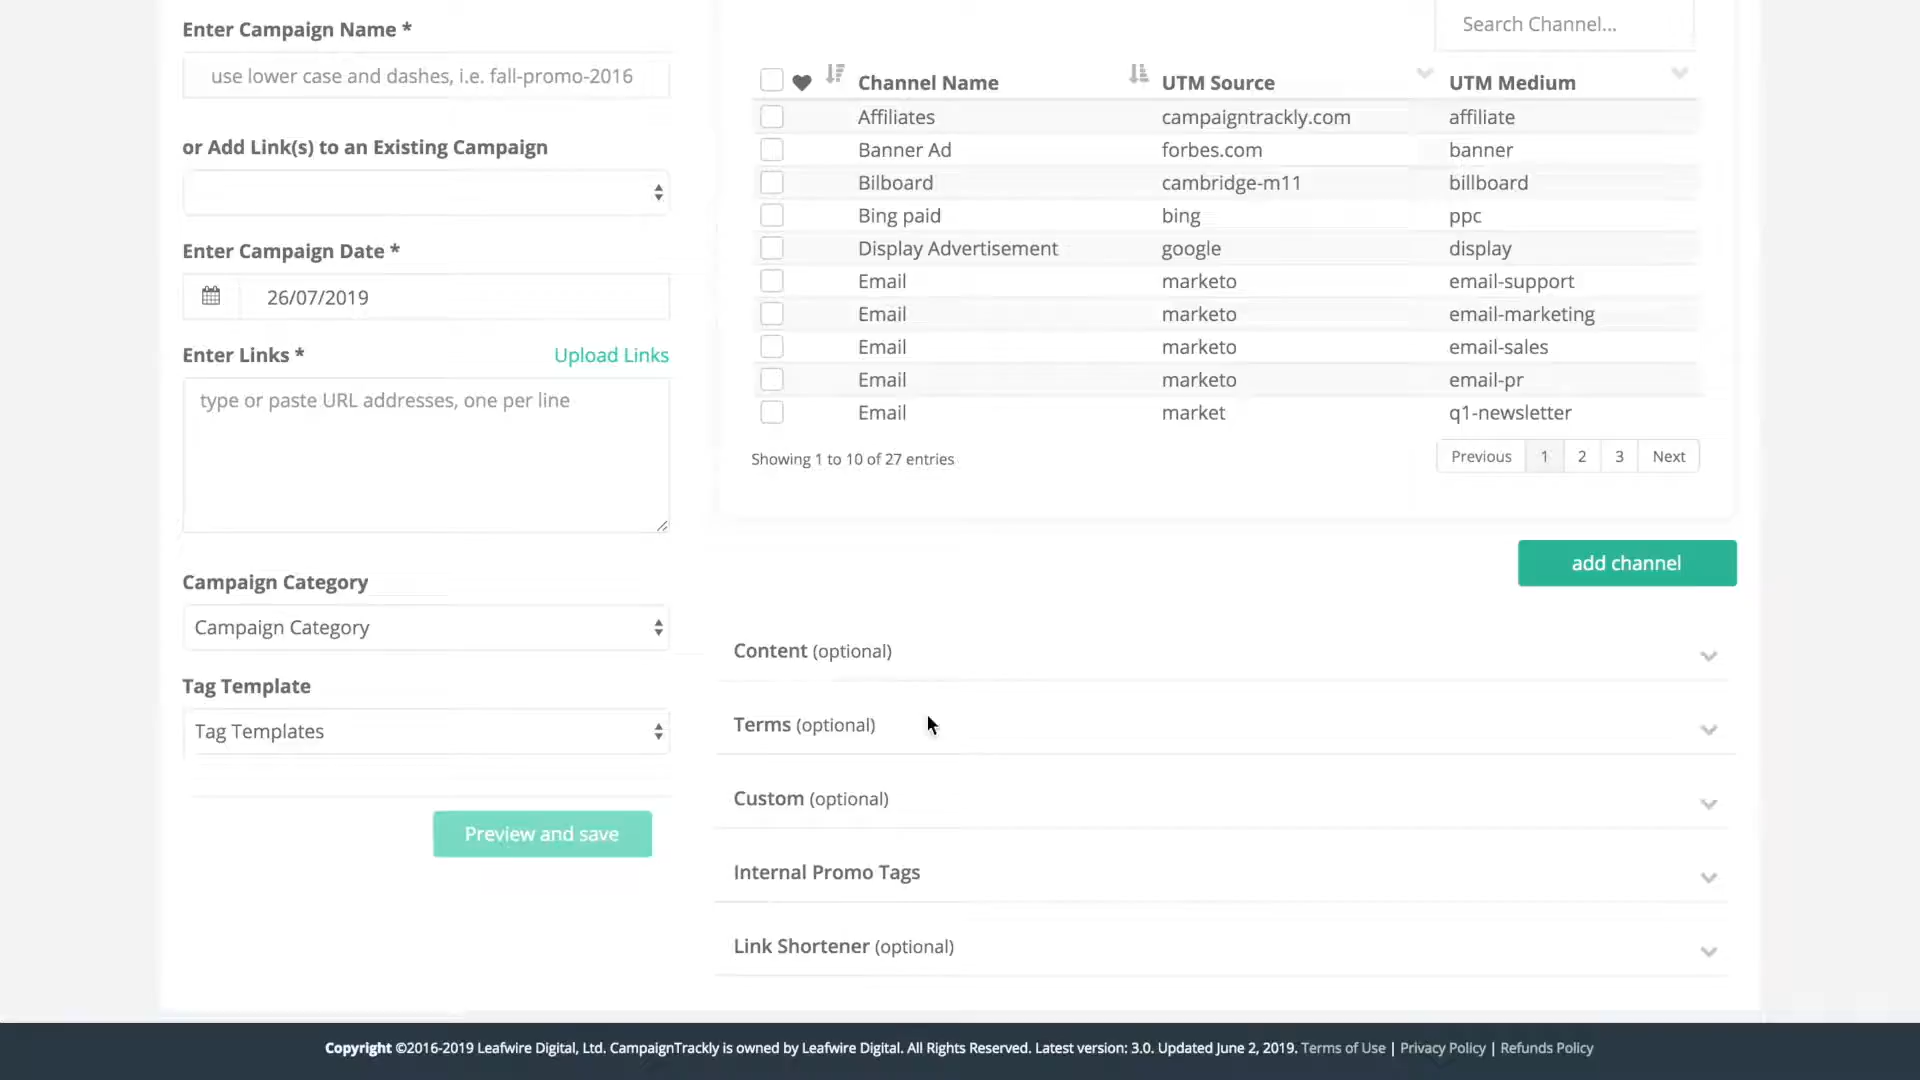 Enter Campaign Name *
use lower case and dashes, i.e. fall-promo-2016
or Add Link(s) to an Existing Campaign
Enter Campaign Date *
26/07/2019
Enter Links * Upload Links
type or paste URL addresses, one per line
Campaign Category
Campaign Category
Tag Template
Tag Templates
Preview and save
Search Channel...
Channel Name UTM Source UTM Medium
Affiliates campaigntrackly.com affiliate
Banner Ad forbes.com banner
Bilboard cambridge-m11 billboard
Bing paid bing ppc
Display Advertisement google display
Email marketo email-support
Email marketo email-marketing
Email marketo email-sales
Email marketo email-pr
Email market q1-newsletter
Showing 1 to 10 of 27 entries Previous 1 2 3 Next
add channel
Content (optional)
Terms (optional)
Custom (optional)
Internal Promo Tags
Link Shortener (optional)
Copyright ©2016-2019 Leafwire Digital, Ltd. CampaignTrackly is owned by Leafwire Digital. All Rights Reserved. Latest version: 3.0. Updated June 2, 2019. Terms of Use | Privacy Policy | Refunds Policy